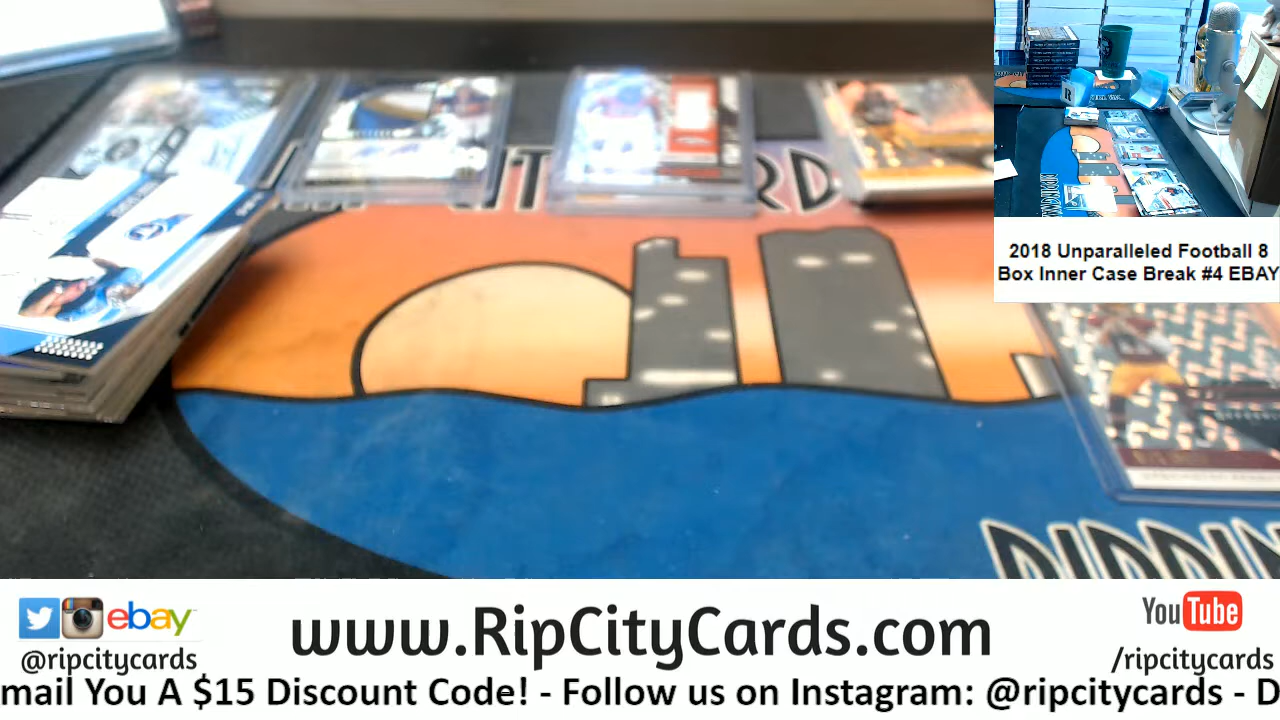 2018 Unparalleled Football 8
Box Inner Case Break #4 EBAY
ebay
www.RipCityCards.com
YouTube
@ripcitycards
/ripcitycards
mail You A $15 Discount Code! - Follow us on Instagram: @ripcitycards - D